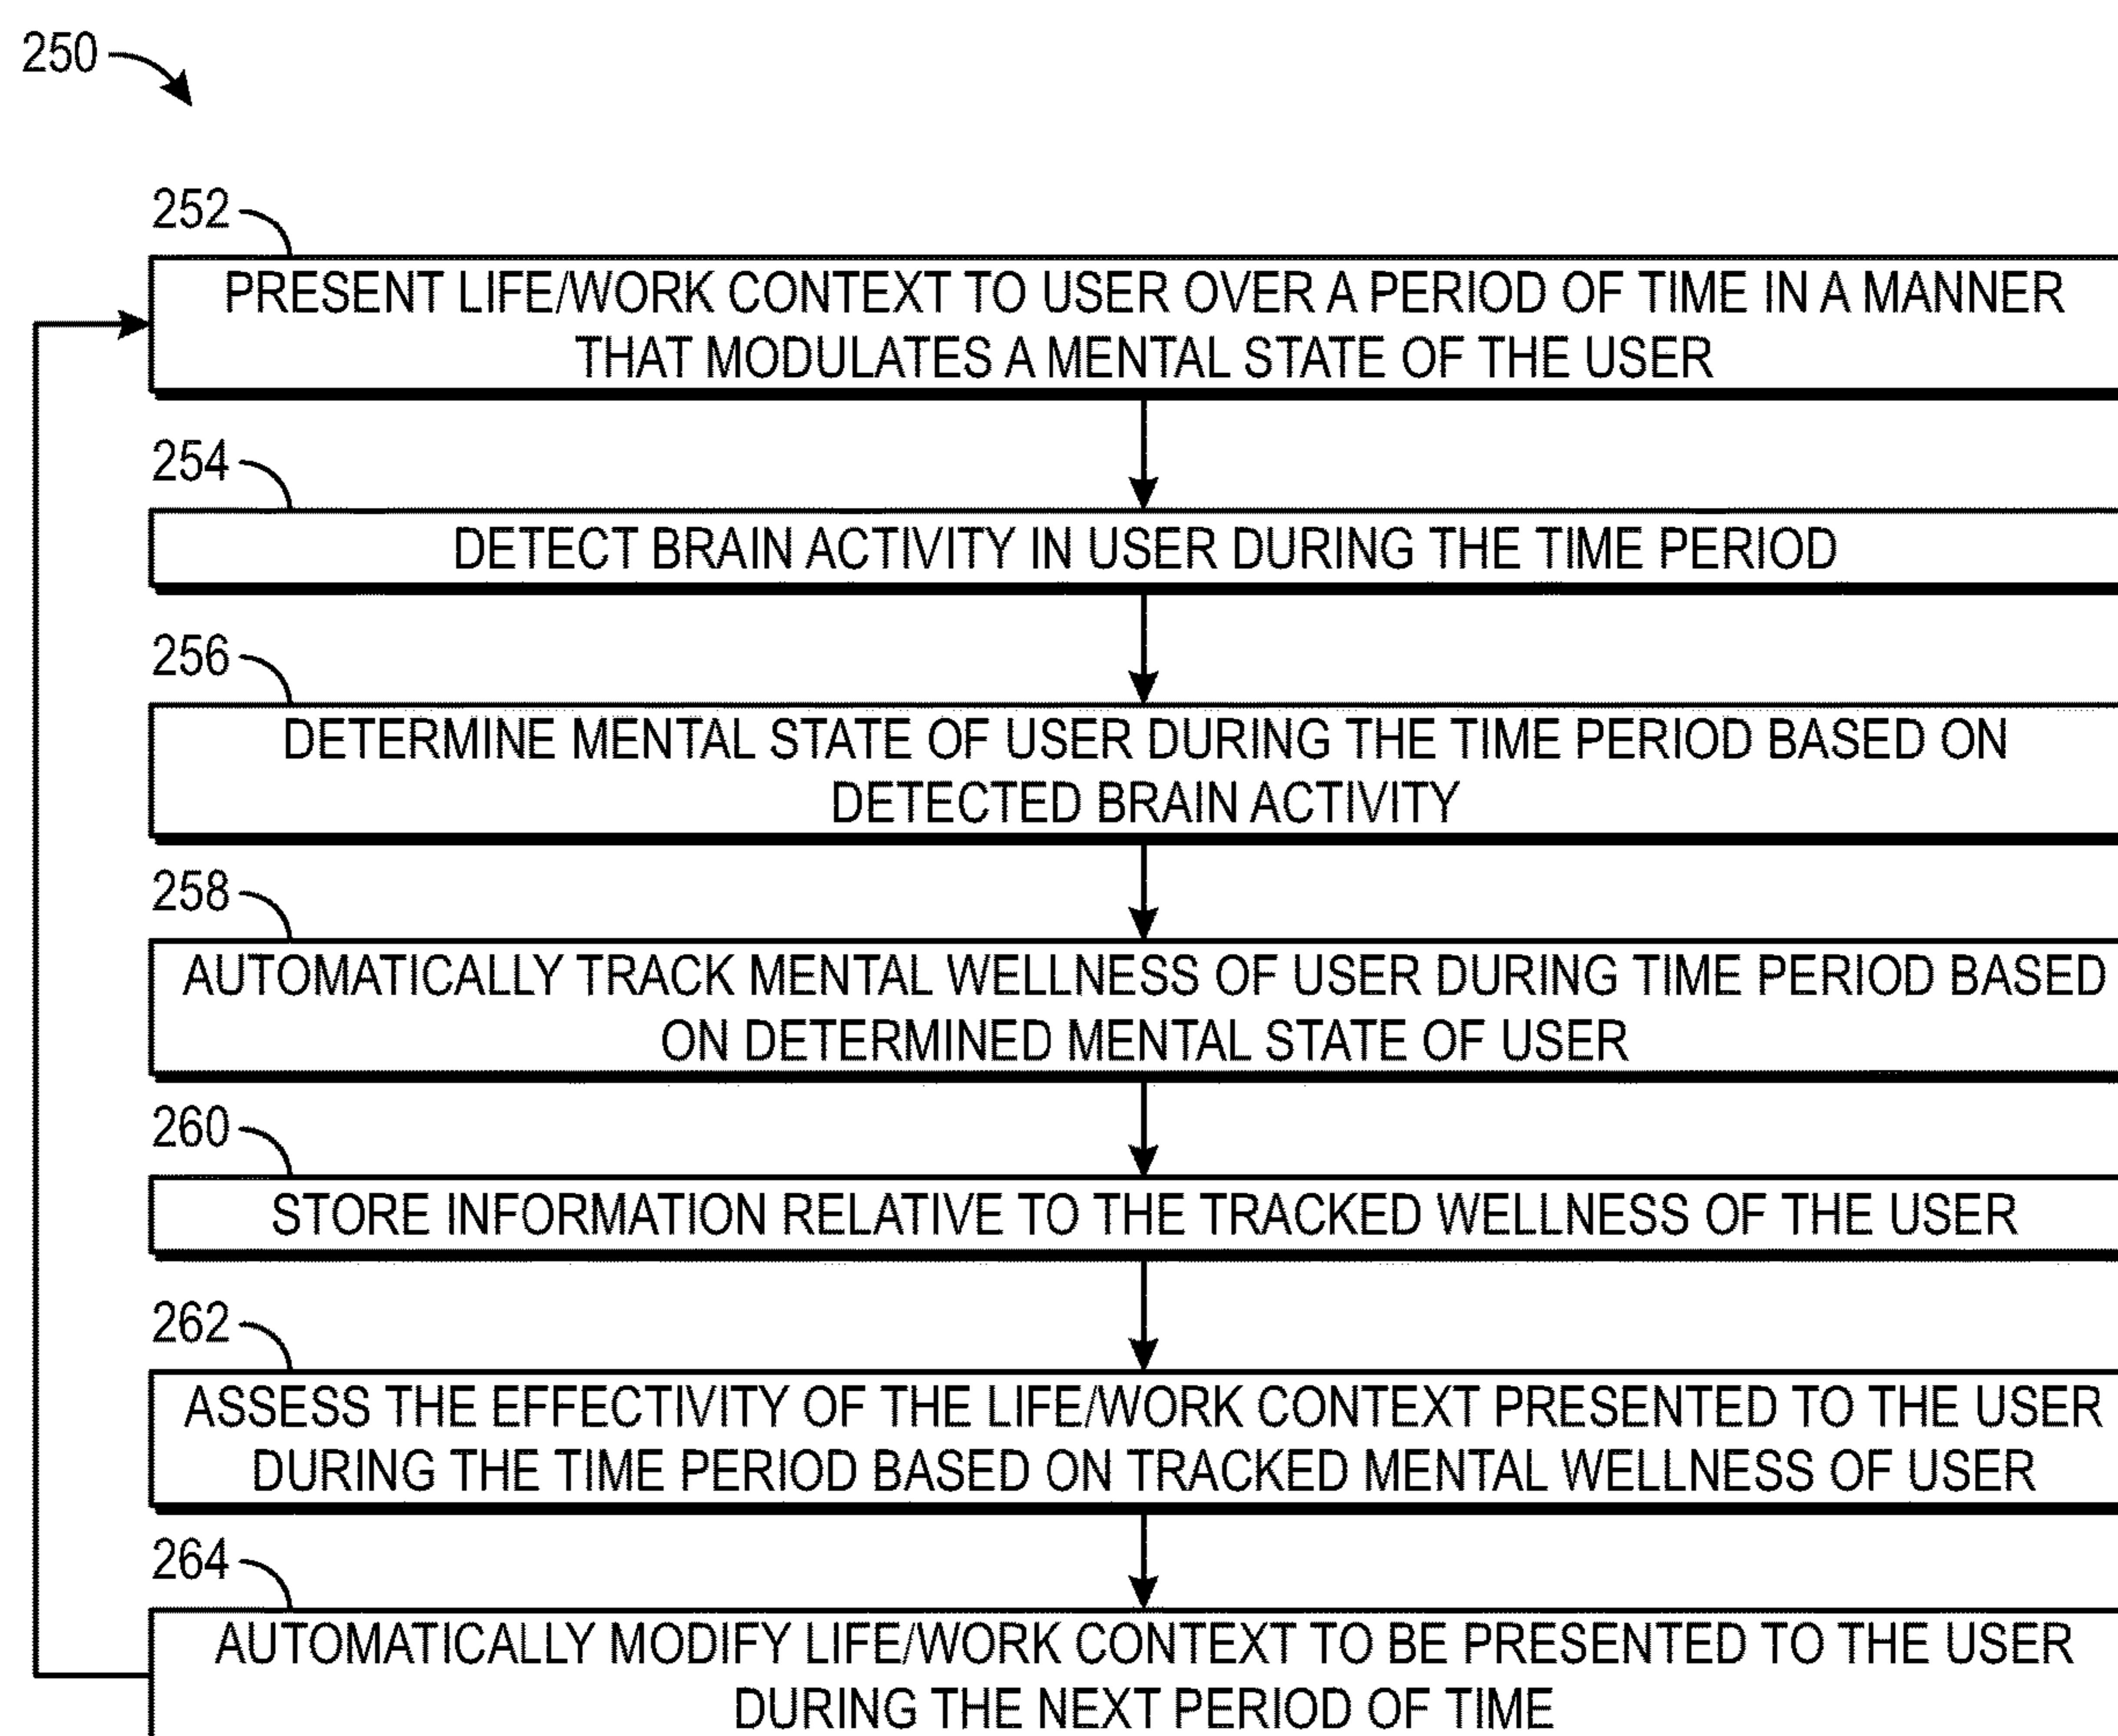 250
252
PRESENT LIFE/WORK CONTEXT TO USER OVER A PERIOD OF TIME IN A MANNER
THAT MODULATES A MENTAL STATE OF THE USER
254
DETECT BRAIN ACTIVITY IN USER DURING THE TIME PERIOD
256
DETERMINE MENTAL STATE OF USER DURING THE TIME PERIOD BASED ON
DETECTED BRAIN ACTIVITY
258
AUTOMATICALLY TRACK MENTAL WELLNESS OF USER DURING TIME PERIOD BASED
ON DETERMINED MENTAL STATE OF USER
260
STORE INFORMATION RELATIVE TO THE TRACKED WELLNESS OF THE USER
262
ASSESS THE EFFECTIVITY OF THE LIFE/WORK CONTEXT PRESENTED TO THE USER
DURING THE TIME PERIOD BASED ON TRACKED MENTAL WELLNESS OF USER
264
AUTOMATICALLY MODIFY LIFE/WORK CONTEXT TO BE PRESENTED TO THE USER
DURING THE NEXT PERIOD OF TIME